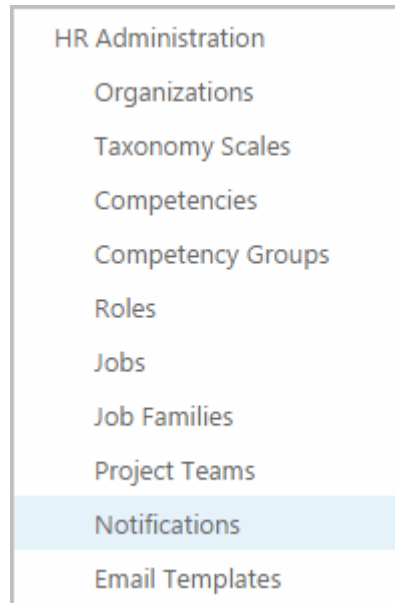 HR Administration
Organizations
Taxonomy Scales
Competencies
Competency Groups
Roles
Jobs
Job Families
Project Teams
Notifications
Email Templates